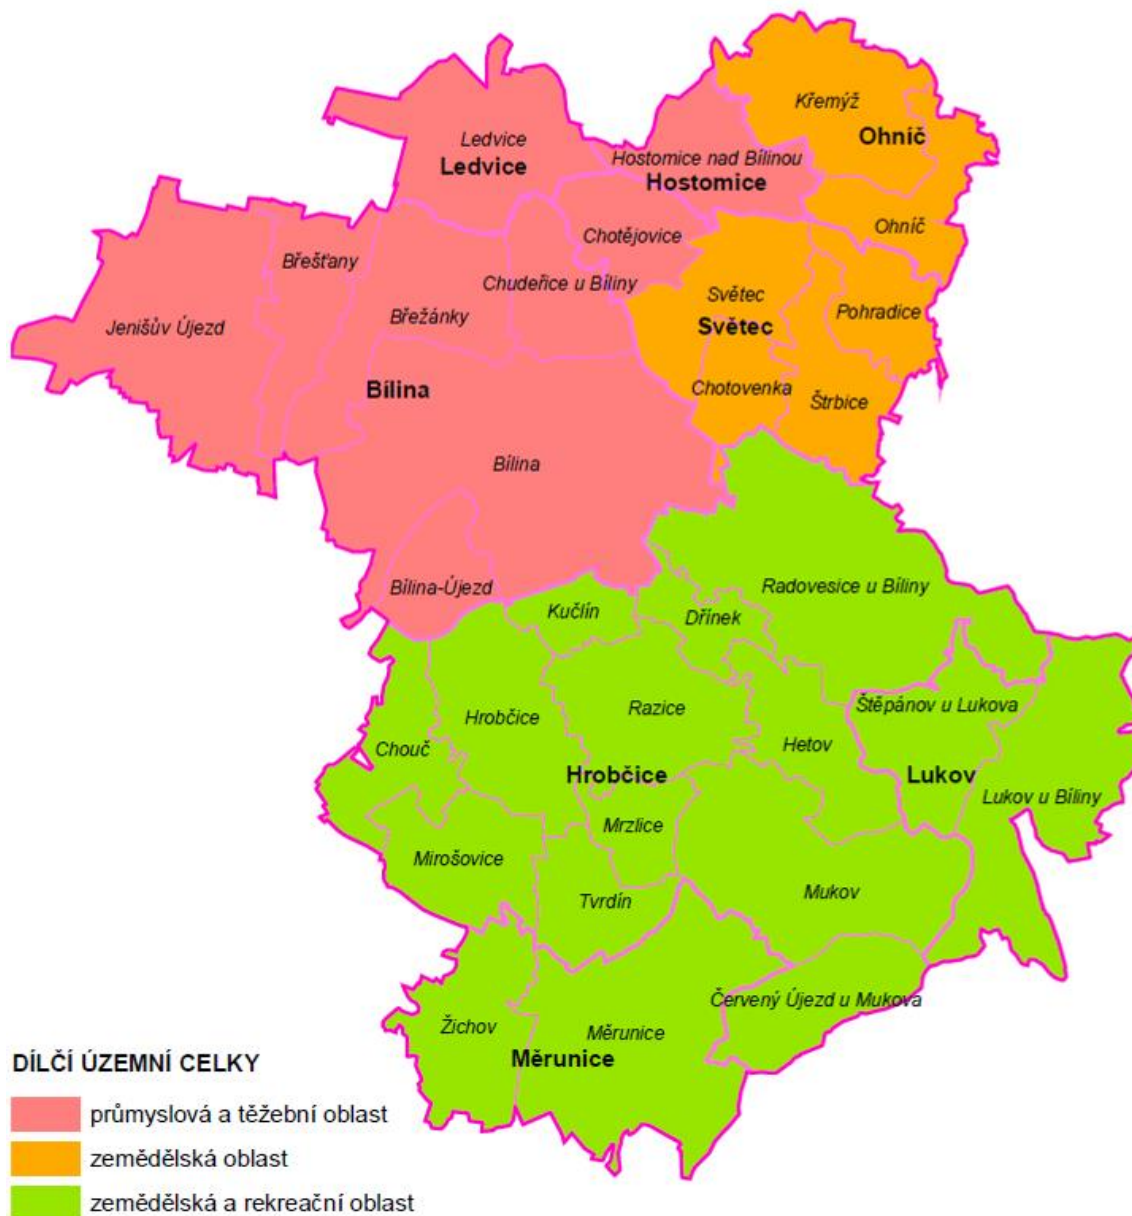 Křemýž
Ohníč
Ledvice
Ledvice
Hostomice nad Bílinou
Hostomice
Ohníč
Chotějovice
Břešťany
Chudeřice u Bíliny
Světec
Jenišův Újezd
Břežánky
Světec
Pohradice
Bílina
Chotovenka
Štrbice
Bílina
Bílina-Újezd
Radovesice u Bíliny
Kučlín
Dřínek
Hrobčice
Razice
Štěpánov u Lukova
Chouč
Hetov
Hrobčice
Lukov
Lukov u Bíliny
Mrzlice
Mirošovice
Tvrdín
Mukov
Červený Újezd u Mukova
Žichov
Měrunice
Měrunice
DÍLČÍ ÚZEMNÍ CELKY
průmyslová a těžební oblast
zemědělská oblast
zemědělská a rekreační oblast